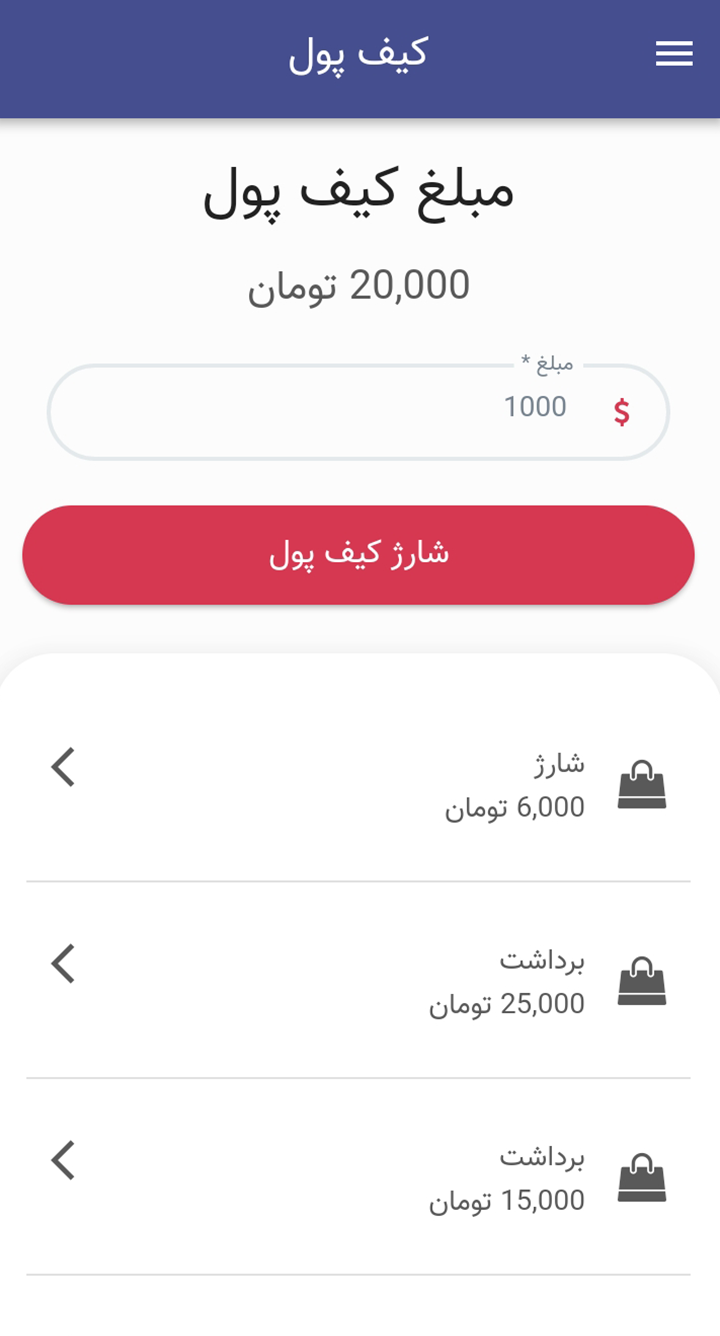 کیف پول
مبلغ کیف پول
20,000 تومان
مبلغ *
$ 1000
شارژ کیف پول
شارژ
6,000 تومان
برداشت
25,000 تومان
برداشت
15,000 تومان